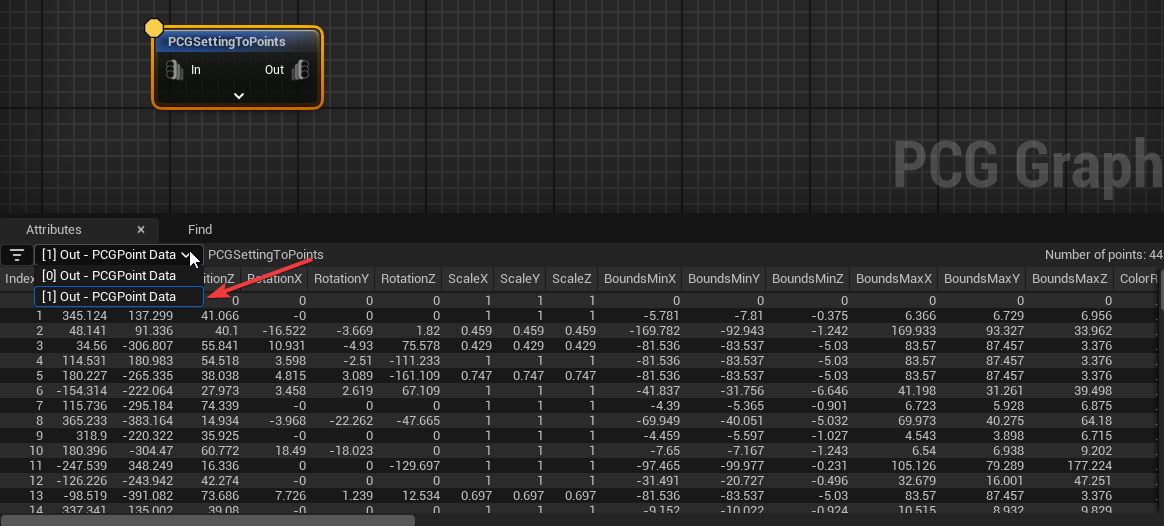 PCGSettingToPoints
In Out
PCG Graph
Attributes × Find
[1] Out - PCGPoint Data PCGSettingToPoints Number of points: 44
[0] Out - PCGPoint Data
[1] Out - PCGPoint Data
Index RotationX RotationY RotationZ ScaleX ScaleY ScaleZ BoundsMinX BoundsMinY BoundsMinZ BoundsMaxX BoundsMaxY BoundsMaxZ ColorR
0 0 0 0 1 1 1 0 0 0 0 0 0
1 345.124 137.299 41.066 -0 0 0 1 1 1 -5.781 -7.81 -0.375 6.366 6.729 6.956
2 48.141 91.336 40.1 -16.522 -3.669 1.82 0.459 0.459 0.459 -169.782 -92.943 -1.242 169.933 93.327 33.962
3 34.56 -306.807 55.841 10.931 -4.93 75.578 0.429 0.429 0.429 -81.536 -83.537 -5.03 83.57 87.457 3.376
4 114.531 180.983 54.518 3.598 -2.51 -111.233 1 1 1 -81.536 -83.537 -5.03 83.57 87.457 3.376
5 180.227 -265.335 38.038 4.815 3.089 -161.109 0.747 0.747 0.747 -81.536 -83.537 -5.03 83.57 87.457 3.376
6 -154.314 -222.064 27.973 3.458 2.619 67.109 1 1 1 -41.837 -31.756 -6.646 41.198 31.261 39.498
7 115.736 -295.184 74.339 -0 0 0 1 1 1 -4.39 -5.365 -0.901 6.723 5.928 6.875
8 365.233 -383.164 14.934 -3.968 -22.262 -47.665 1 1 1 -69.949 -40.051 -5.032 69.973 40.275 64.18
9 318.9 -220.322 35.925 -0 0 0 1 1 1 -4.459 -5.597 -1.027 4.543 3.898 6.715
10 180.396 -304.47 60.772 18.49 -18.023 0 1 1 1 -7.65 -7.167 -1.243 6.54 6.938 9.202
11 -247.539 348.249 16.336 0 0 -129.697 1 1 1 -97.465 -99.977 -0.231 105.126 79.289 177.224
12 -126.226 -243.942 42.274 -0 0 0 1 1 1 -31.491 -20.727 -0.496 32.679 16.001 47.251
13 -98.519 -391.082 73.686 7.726 1.239 12.534 0.697 0.697 0.697 -81.536 -83.537 -5.03 83.57 87.457 3.376
14 337.341 135.002 39.08 -0 0 0 1 1 1 -9.152 -10.022 -0.924 10.515 8.932 9.829